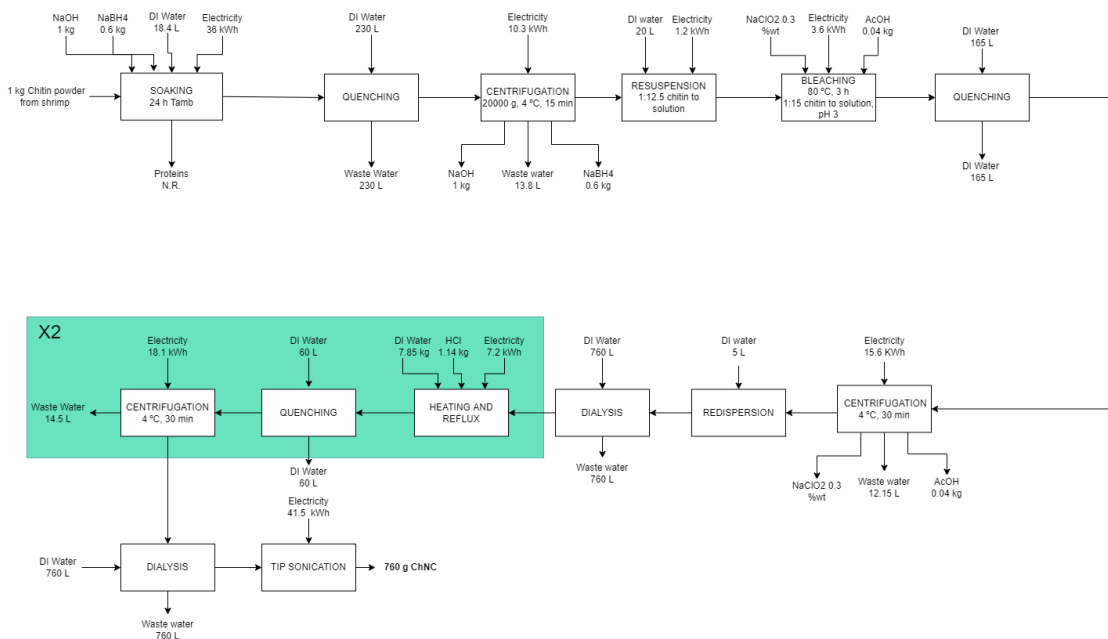 NaOH
1 kg
NaBH4
0.6 kg
DI Water
18.4 L
Electricity
36 kWh
1 kg Chitin powder
from shrimp
SOAKING
24 h Tamb
Proteins
N.R.
DI Water
230 L
QUENCHING
Waste Water
230 L
Electricity
10.3 kWh
CENTRIFUGATION
20000 g, 4 ºC, 15 min
NaOH
1 kg
Waste water
13.8 L
NaBH4
0.6 kg
DI water
20 L
Electricity
1.2 kWh
RESUSPENSION
1:12.5 chitin to
solution
NaClO2 0.3
%wt
Electricity
3.6 kWh
AcOH
0.04 kg
BLEACHING
80 ºC, 3 h
1:15 chitin to solution,
pH 3
DI Water
165 L
QUENCHING
DI Water
165 L
X2
Electricity
18.1 kWh
Waste Water
14.5 L
CENTRIFUGATION
4 ºC, 30 min
DI Water
60 L
QUENCHING
DI Water
60 L
DI Water
7.85 kg
HCl
1.14 kg
Electricity
7.2 kWh
HEATING AND
REFLUX
DI Water
760 L
DIALYSIS
Waste water
760 L
DI water
5 L
REDISPERSION
Electricity
15.6 KWh
CENTRIFUGATION
4 ºC, 30 min
NaClO2 0.3
%wt
Waste water
12.15 L
AcOH
0.04 kg
DI Water
760 L
DIALYSIS
Waste water
760 L
Electricity
41.5 kWh
TIP SONICATION
760 g ChNC